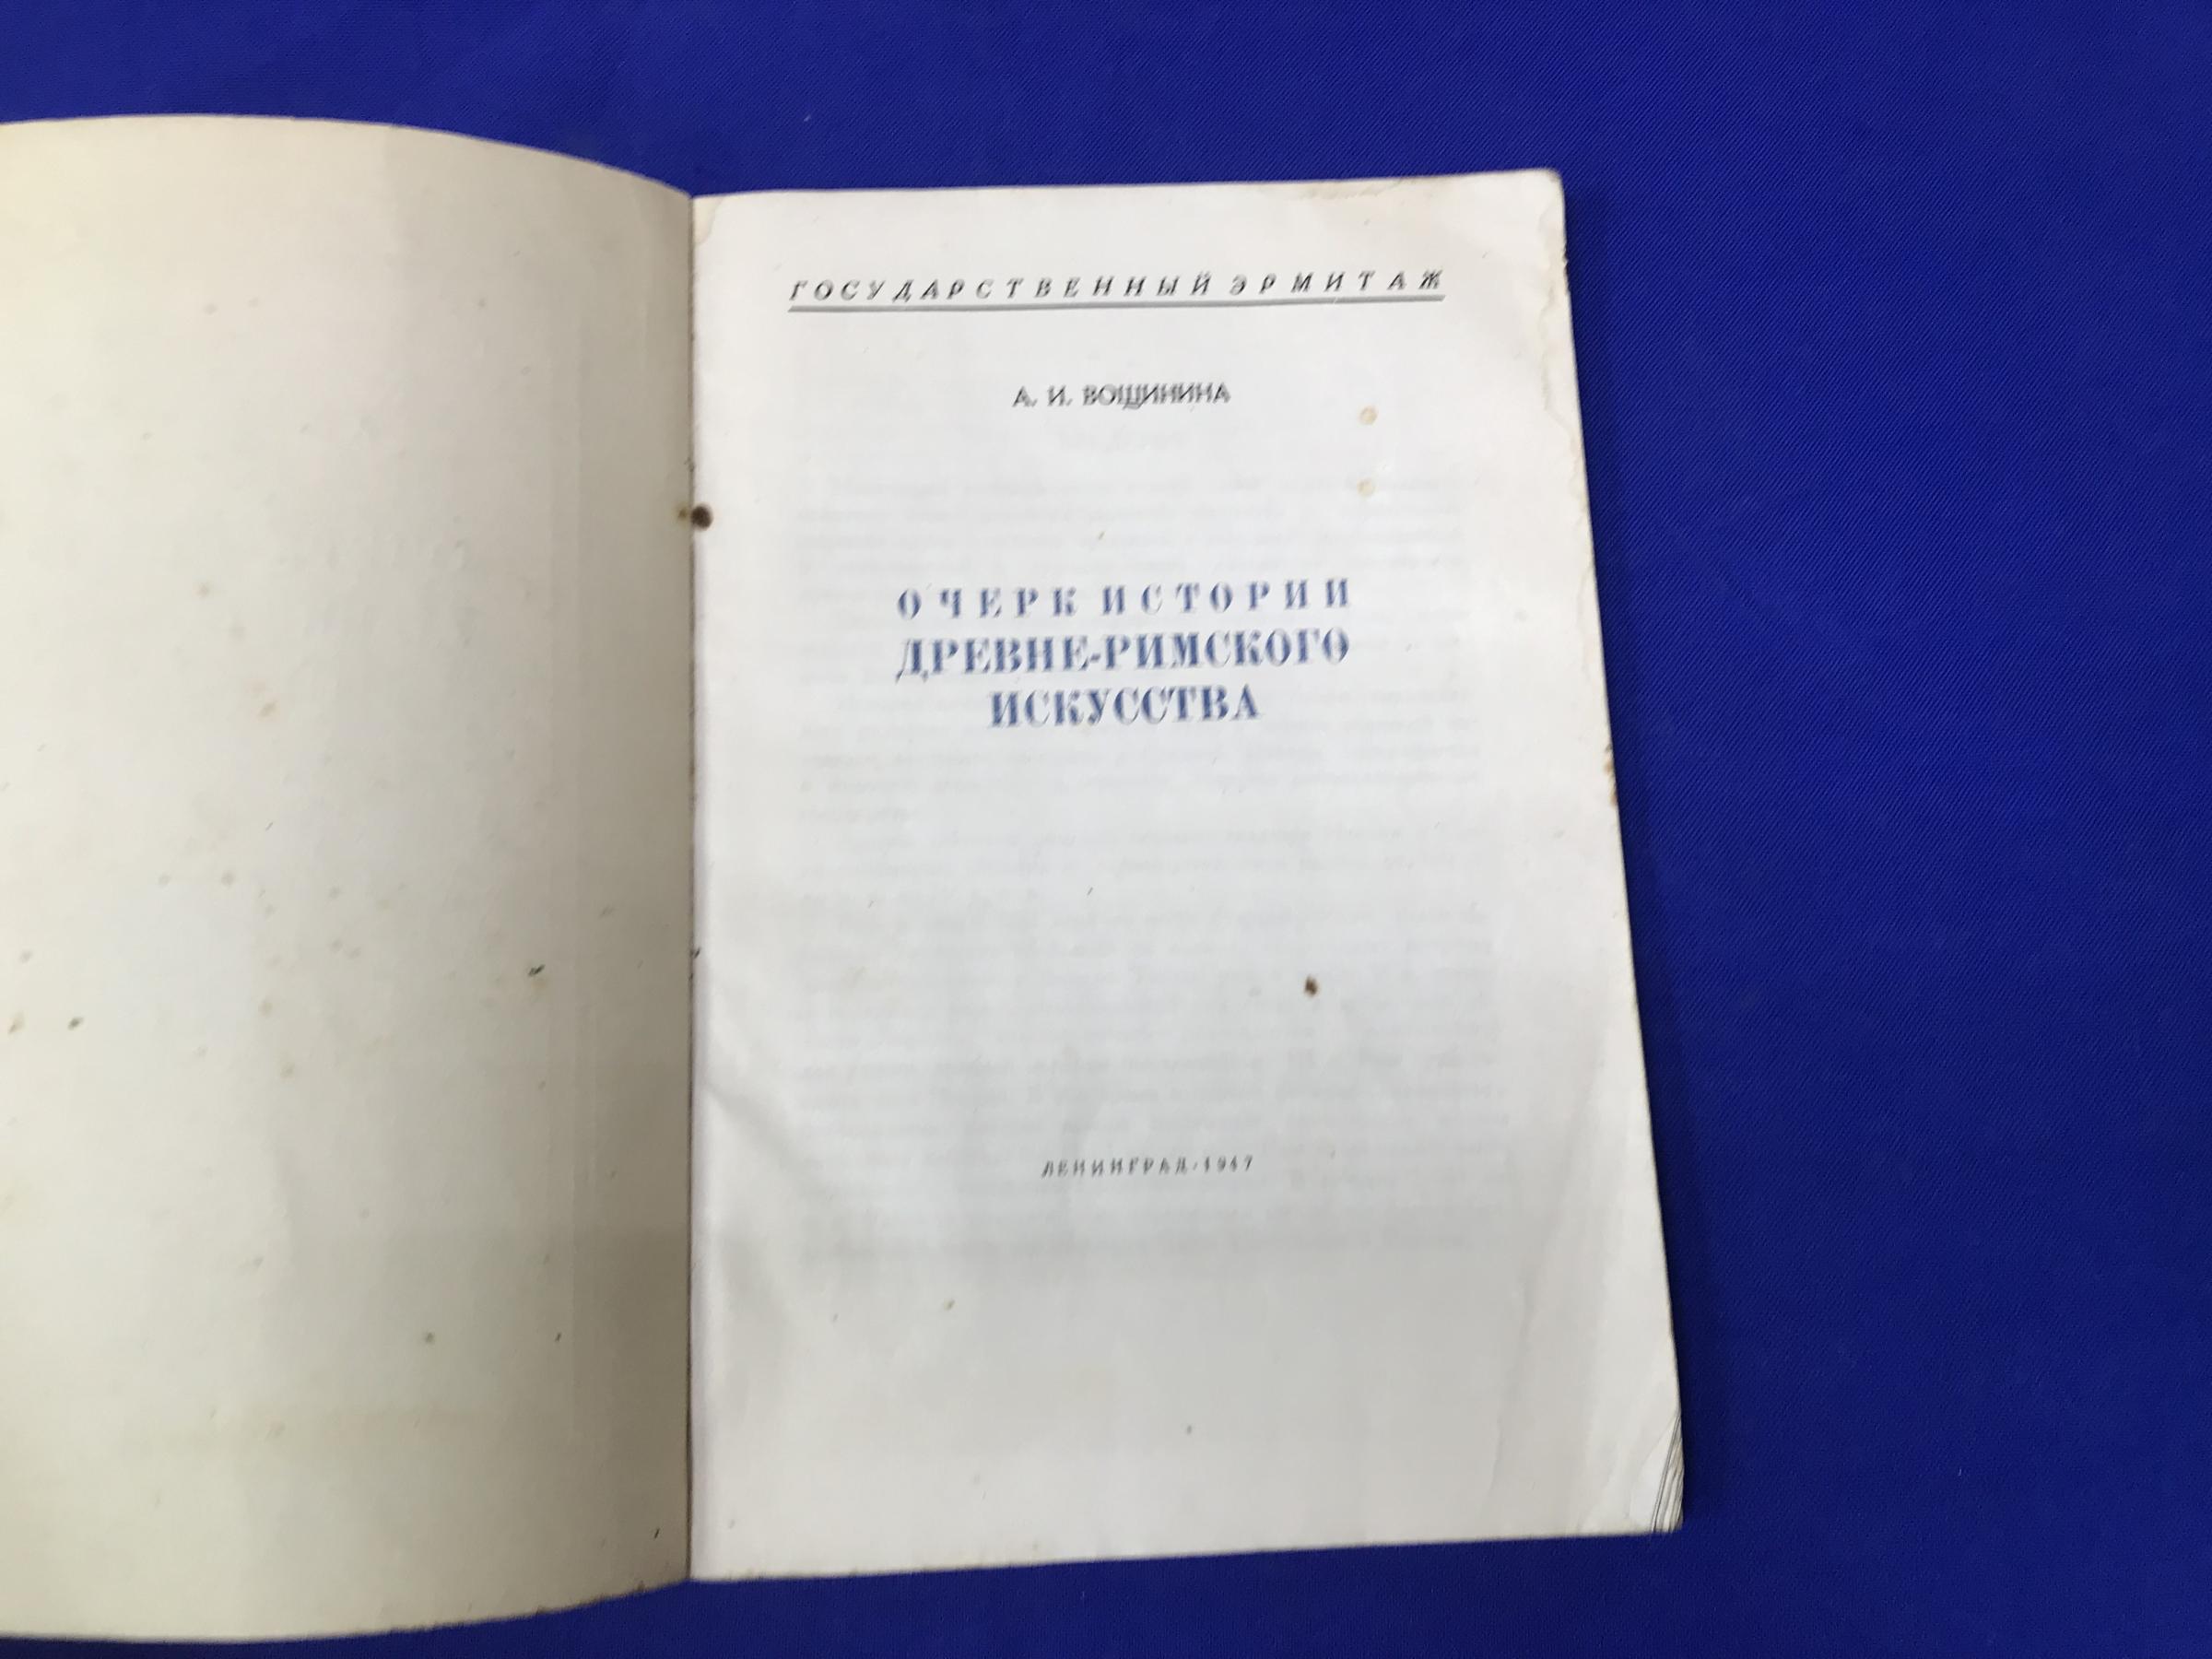 ГОСУДАРСТВЕННЫЙ ЭРМИТАЖ
А. И. ВОЩИНИНА
ОЧЕРК ИСТОРИИ
ДРЕВНЕ-РИМСКОГО
ИСКУССТВА
ЛЕНИНГРАД · 1947